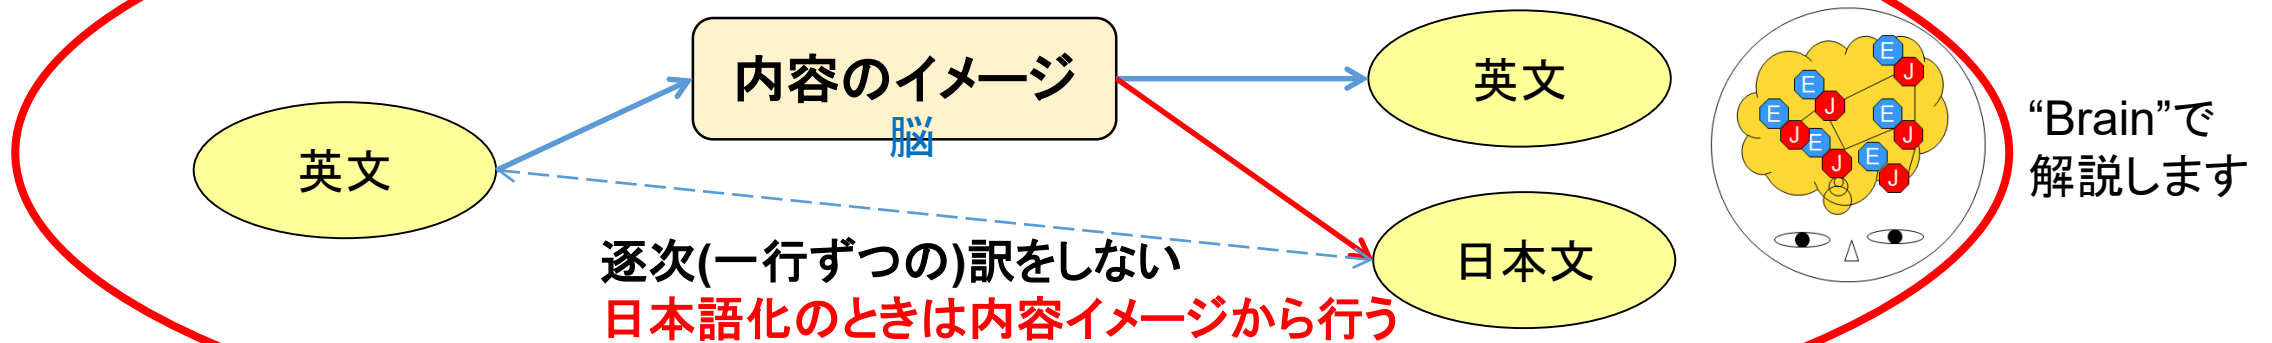 内容のイメージ
脳
英文
英文
日本文
逐次(一行ずつの)訳をしない
日本語化のときは内容イメージから行う
E
J
E
J
E
J
E
J
E
J
E
J
“Brain”で
解説します